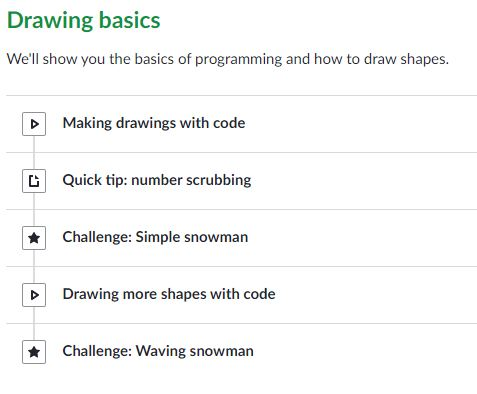 Drawing basics
We'll show you the basics of programming and how to draw shapes.
Making drawings with code
Quick tip: number scrubbing
Challenge: Simple snowman
Drawing more shapes with code
Challenge: Waving snowman